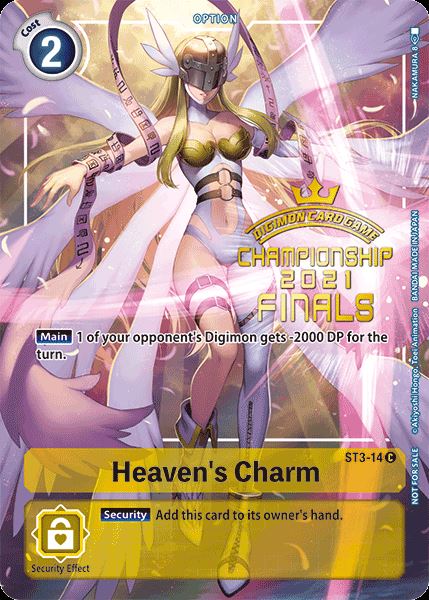 OPTION
Cost
2
NAKAMURA 8
DIGIMON CARD GAME
CHAMPIONSHIP
2021
FINALS
Main 1 of your opponent's Digimon gets -2000 DP for the
turn.
©Akiyoshi Hongo, Toei Animation BANDAI MADE IN JAPAN
NOT FOR SALE
ST3-14 C
Heaven's Charm
Security Add this card to its owner's hand.
Security Effect